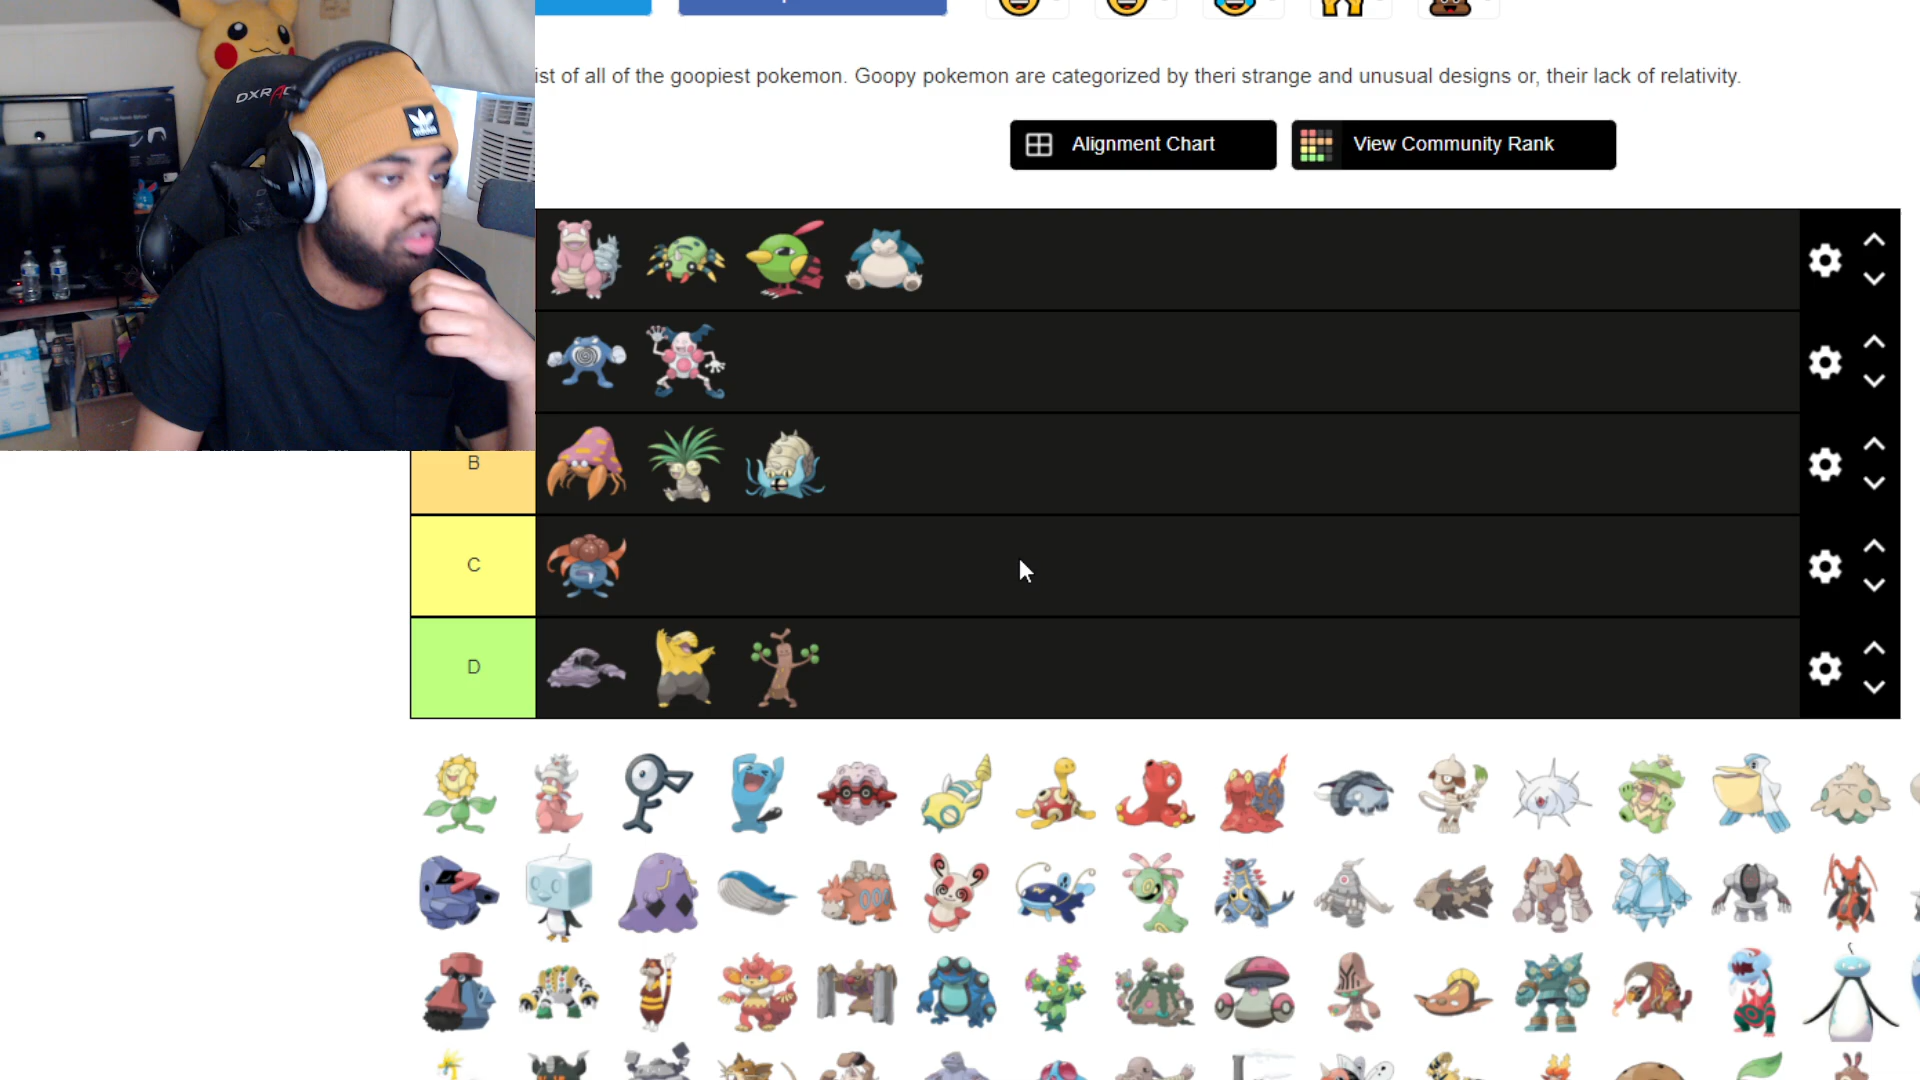 ist of all of the goopiest pokemon. Goopy pokemon are categorized by theri strange and unusual designs or, their lack of relativity.
Alignment Chart
View Community Rank
DXRAC
B
C
D